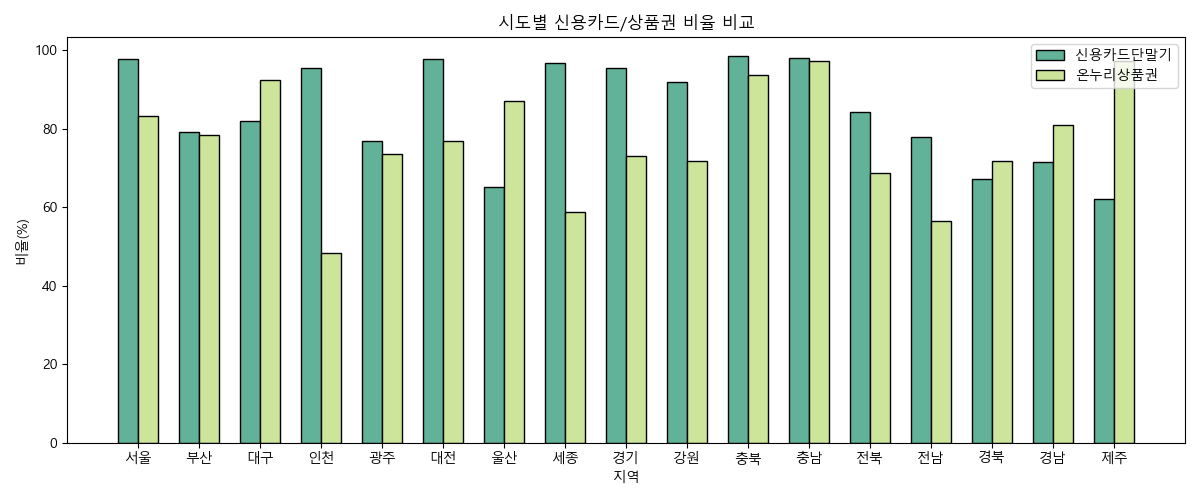 시도별 신용카드/상품권 비율 비교
신용카드단말기
온누리상품권
비율(%)
100
80
60
40
20
0
서울 부산 대구 인천 광주 대전 울산 세종 경기 강원 충북 충남 전북 전남 경북 경남 제주
지역